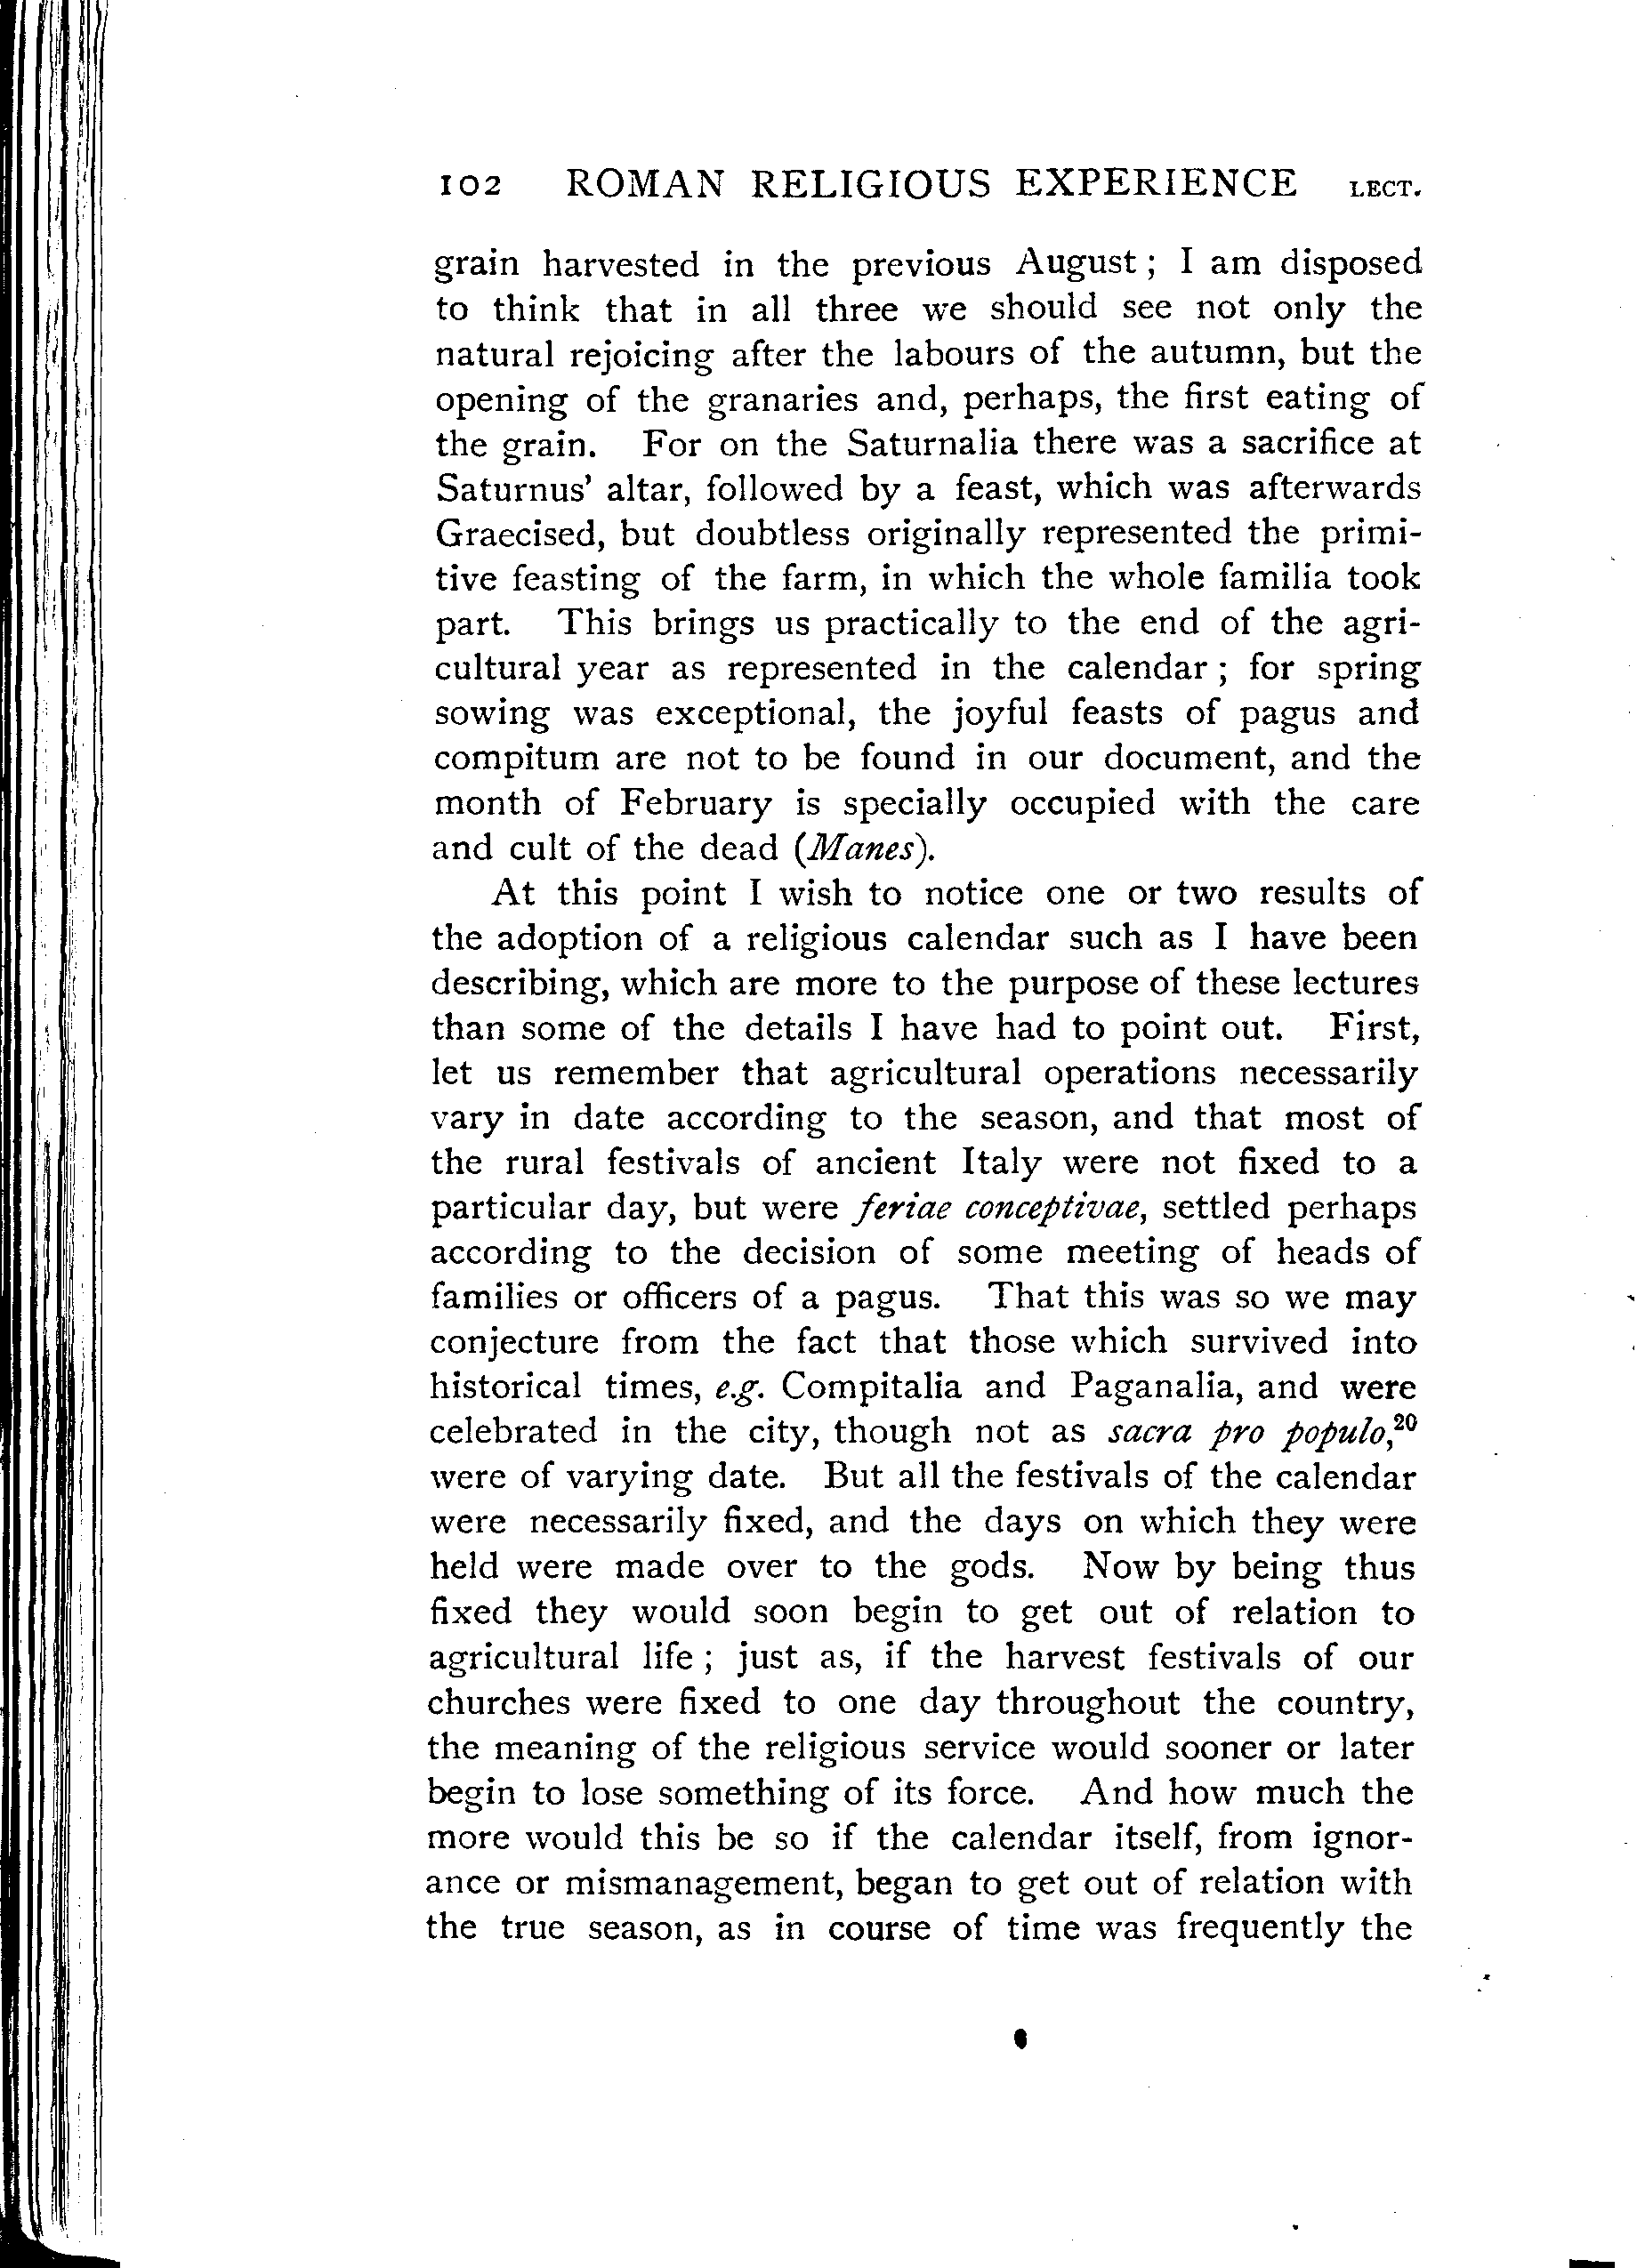 102 ROMAN RELIGIOUS EXPERIENCE LECT.
grain harvested in the previous August ; I am disposed
to think that in all three we should see not only the
natural rejoicing after the labours of the autumn, but the
opening of the granaries and, perhaps, the first eating of
the grain. For on the Saturnalia there was a sacrifice at
Saturnus' altar, followed by a feast, which was afterwards
Graecised, but doubtless originally represented the primi-
tive feasting of the farm, in which the whole familia took
part. This brings us practically to the end of the agri-
cultural year as represented in the calendar ; for spring
sowing was exceptional, the joyful feasts of pagus and
compitum are not to be found in our document, and the
month of February is specially occupied with the care
and cult of the dead (Manes).
At this point I wish to notice one or two results of
the adoption of a religious calendar such as I have been
describing, which are more to the purpose of these lectures
than some of the details I have had to point out. First,
let us remember that agricultural operations necessarily
vary in date according to the season, and that most of
the rural festivals of ancient Italy were not fixed to a
particular day, but were feriae conceptivae, settled perhaps
according to the decision of some meeting of heads of
families or officers of a pagus. That this was so we may
conjecture from the fact that those which survived into
historical times, e.g. Compitalia and Paganalia, and were
celebrated in the city, though not as sacra pro populo,²⁰
were of varying date. But all the festivals of the calendar
were necessarily fixed, and the days on which they were
held were made over to the gods. Now by being thus
fixed they would soon begin to get out of relation to
agricultural life ; just as, if the harvest festivals of our
churches were fixed to one day throughout the country,
the meaning of the religious service would sooner or later
begin to lose something of its force. And how much the
more would this be so if the calendar itself, from ignor-
ance or mismanagement, began to get out of relation with
the true season, as in course of time was frequently the